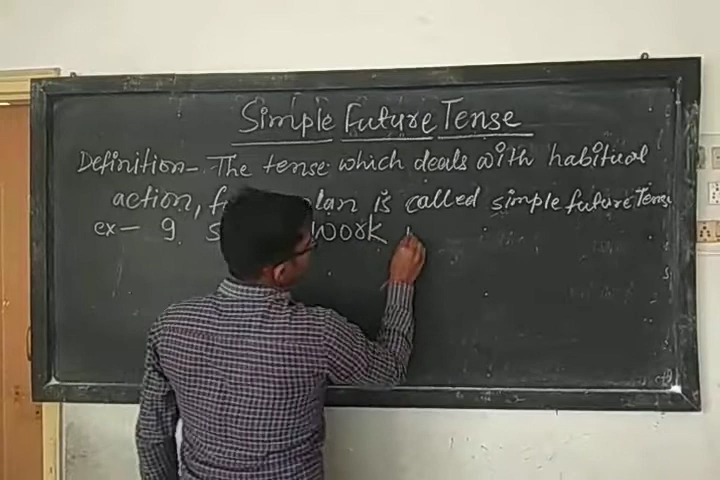 Simple Future Tense
Definition - The tense which deals with habitual
action, plan is called simple future Tense
ex - 9. work